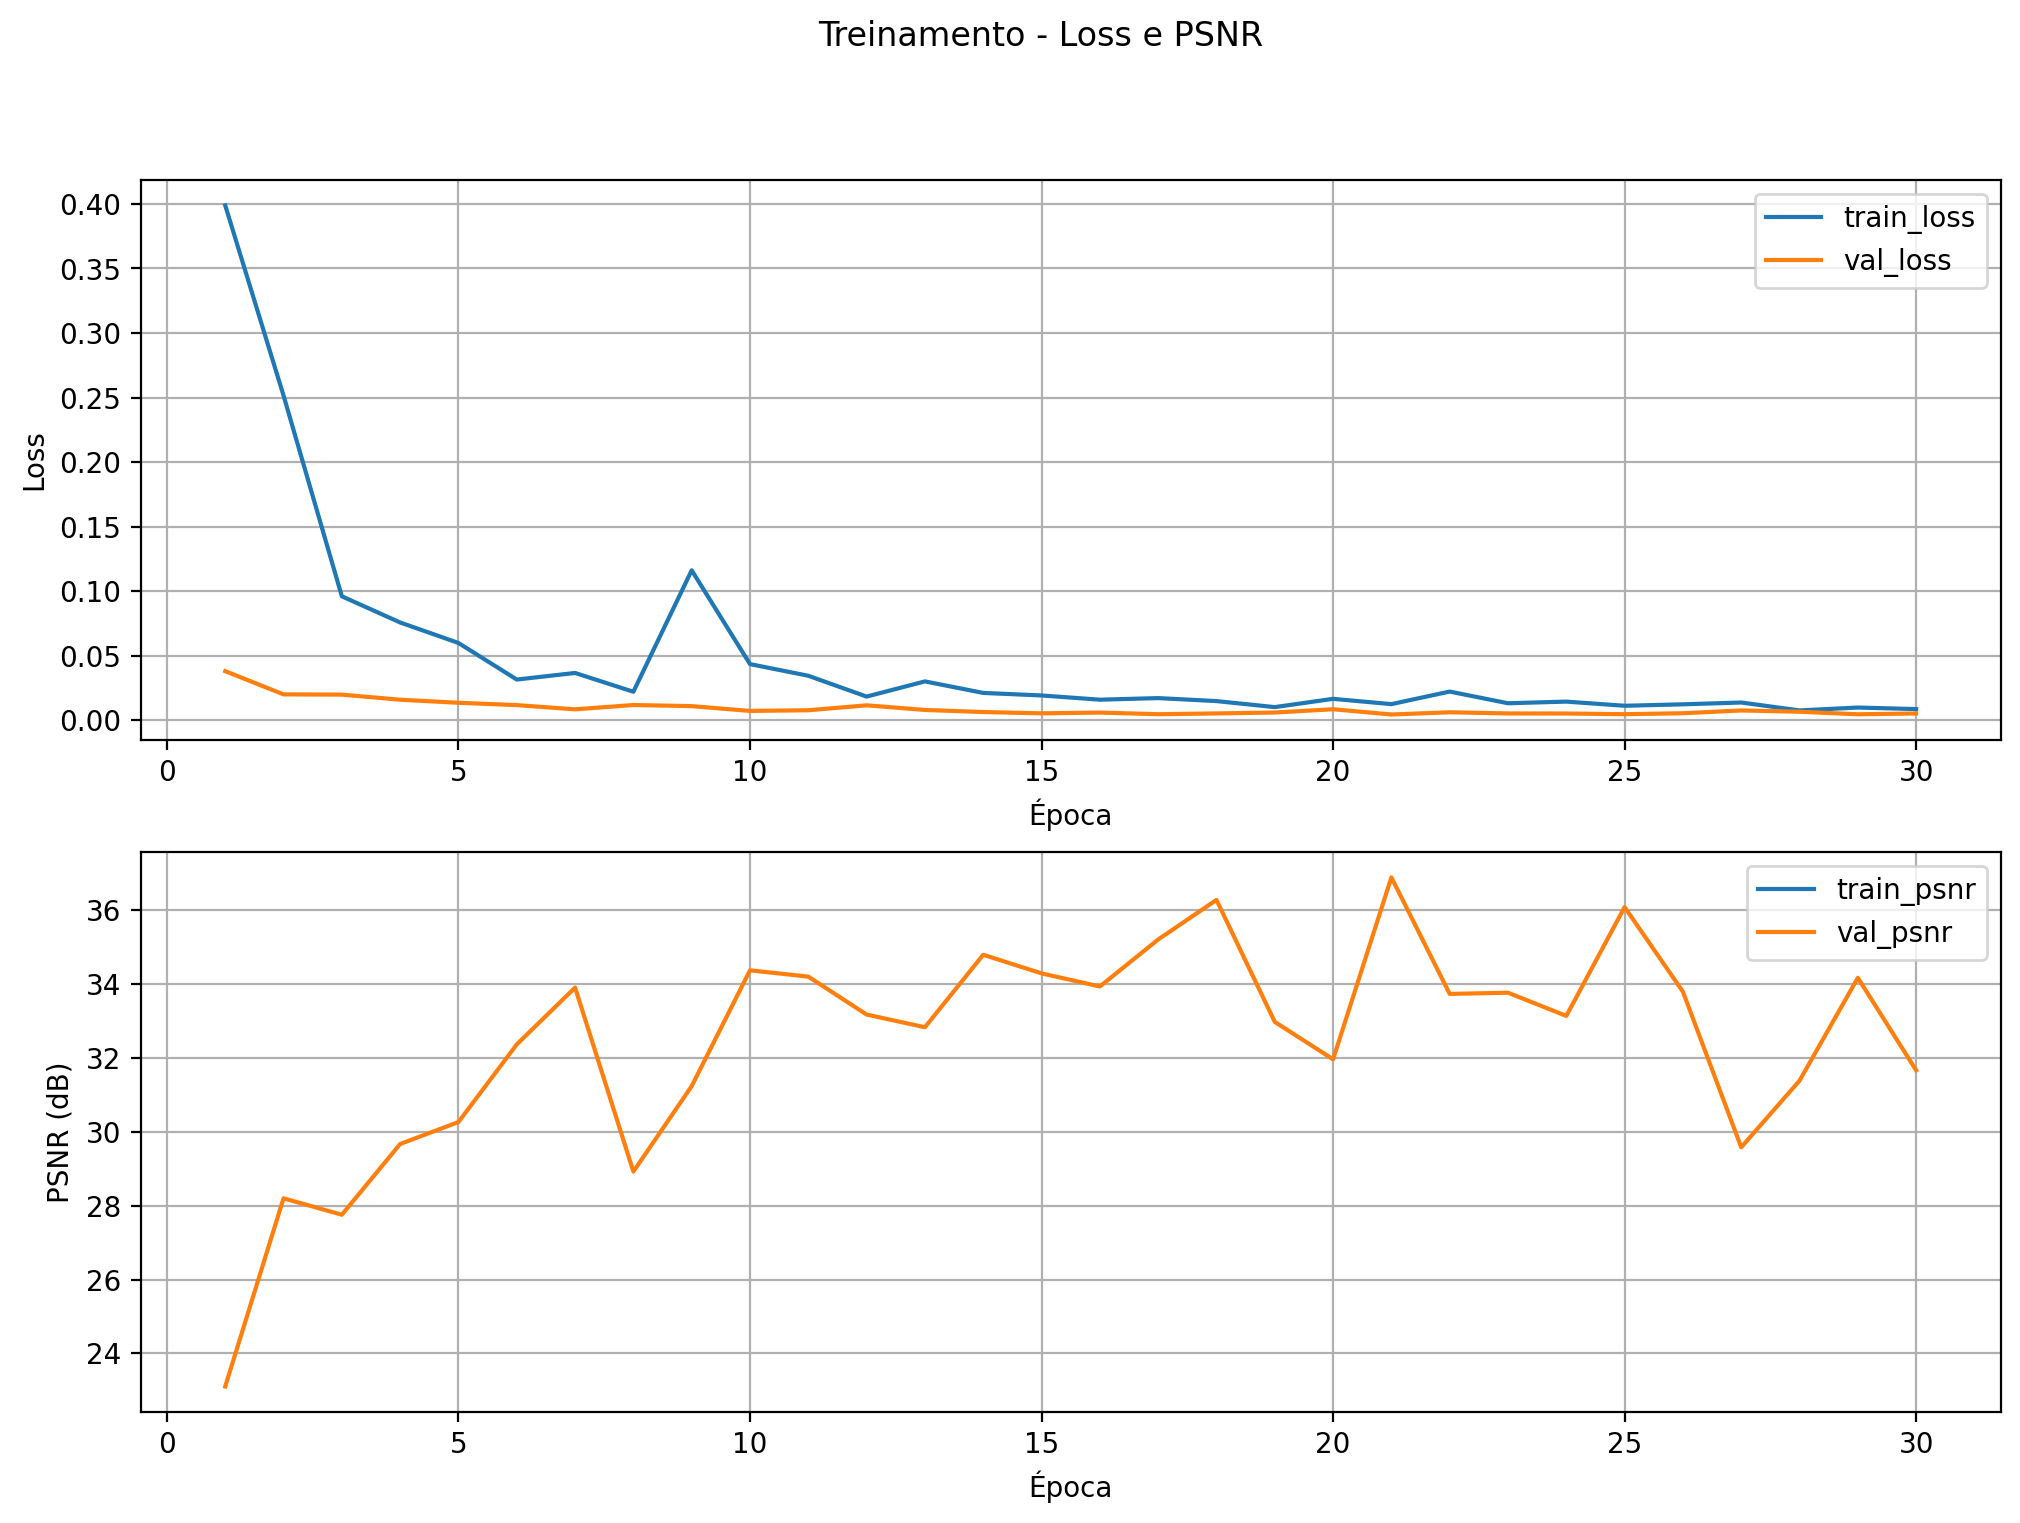 Treinamento - Loss e PSNR
0.40
0.35
0.30
0.25
0.20
0.15
0.10
0.05
0.00
Loss
train_loss
val_loss
0 5 10 15 20 25 30
Época
36
34
32
30
28
26
24
PSNR (dB)
train_psnr
val_psnr
0 5 10 15 20 25 30
Época